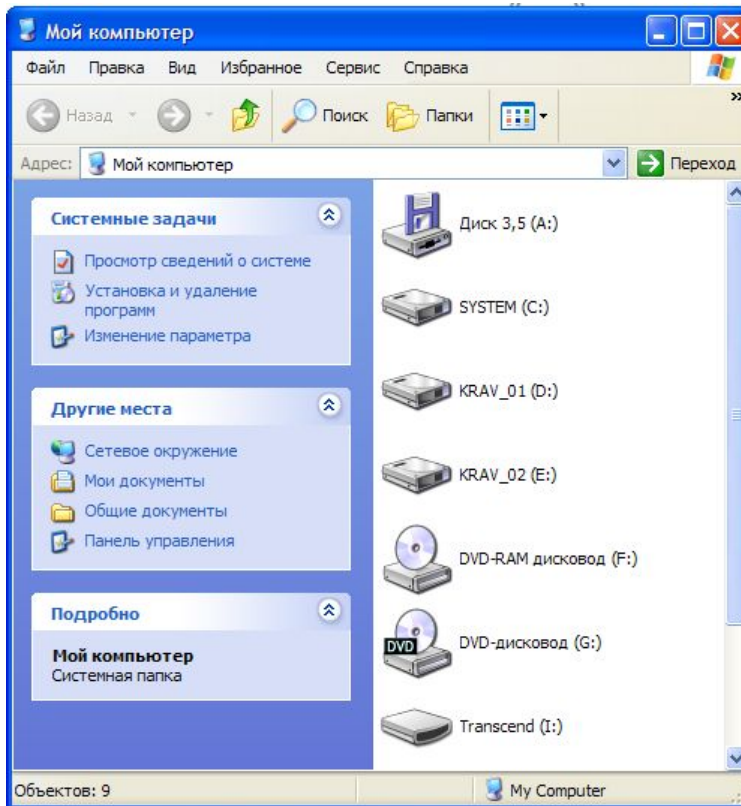 Мой компьютер
Файл Правка Вид Избранное Сервис Справка
Назад Поиск Папки
Адрес: Мой компьютер Переход
Системные задачи
Просмотр сведений о системе
Установка и удаление
программ
Изменение параметра
Другие места
Сетевое окружение
Мои документы
Общие документы
Панель управления
Подробно
Мой компьютер
Системная папка
Диск 3,5 (A:)
SYSTEM (C:)
KRAV_01 (D:)
KRAV_02 (E:)
DVD-RAM дисковод (F:)
DVD
DVD-дисковод (G:)
Transcend (I:)
Объектов: 9 My Computer